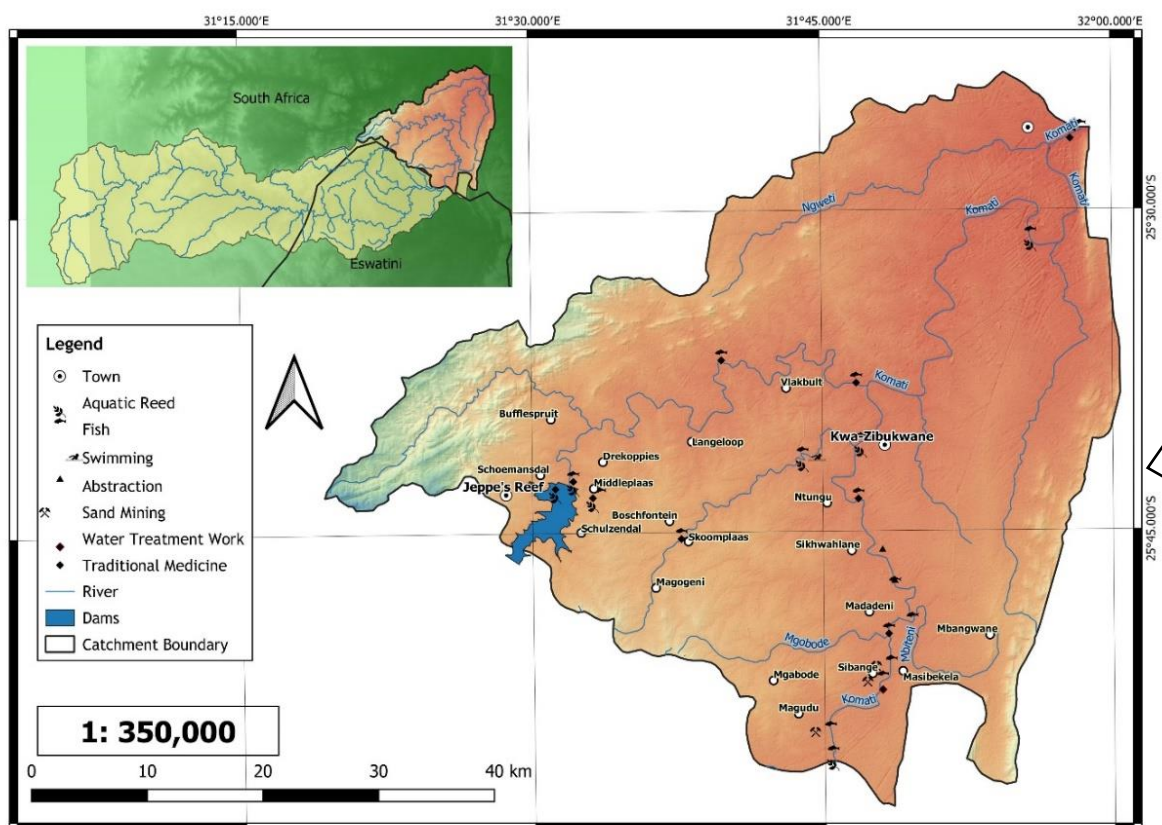 31°15.000'E
31°30.000'E
31°45.000'E
32°00.000'E
South Africa
Eswatini
Komati
Komati
Komati
Ngweti
25°30.000'S
Legend
Town
Aquatic Reed
Fish
Swimming
Abstraction
Sand Mining
Water Treatment Work
Traditional Medicine
River
Dams
Catchment Boundary
Vlakbult
Komati
Bufflespruit
Langeloop
Kwa-Zibukwane
Drekoppies
Schoemansdal
Jeppe's Reef
Middleplaas
Ntungu
Boschfontein
Schulzendal
Skoomplaas
Sikhwahlane
25°45.000'S
Magogeni
Madadeni
Mbangwane
Mgobode
Mbiteni
Sibange
Masibekela
Mgabode
Komati
Magudu
1: 350,000
0 10 20 30 40 km